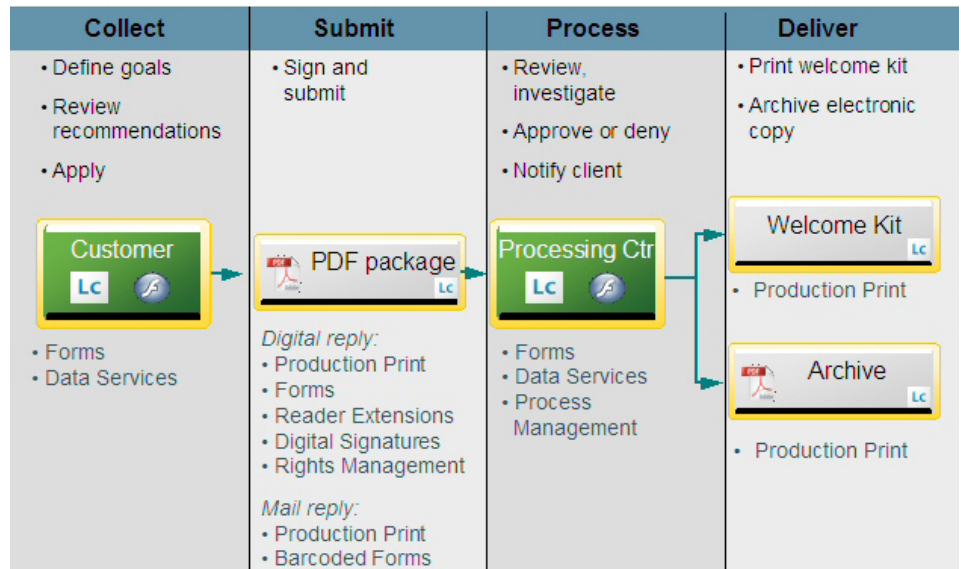 Collect
• Define goals
• Review
recommendations
• Apply
Customer
Lc
• Forms
• Data Services
Submit
• Sign and
submit
PDF
PDF package
Lc
Digital reply:
• Production Print
• Forms
• Reader Extensions
• Digital Signatures
• Rights Management
Mail reply:
• Production Print
• Barcoded Forms
Process
• Review,
investigate
• Approve or deny
• Notify client
Processing Ctr
Lc
• Forms
• Data Services
• Process
Management
Deliver
• Print welcome kit
• Archive electronic
copy
Welcome Kit
Lc
• Production Print
PDF
Archive
Lc
• Production Print